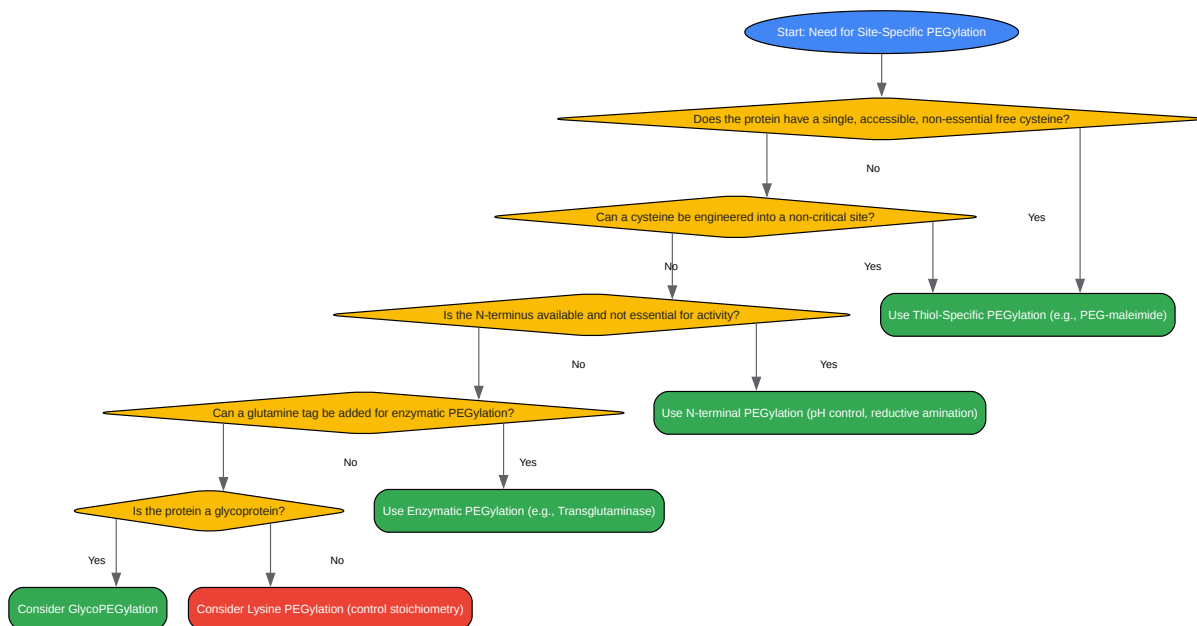 Start: Need for Site-Specific PEGylation
Does the protein have a single, accessible, non-essential free cysteine?
No
Can a cysteine be engineered into a non-critical site?
Yes
No
Yes
Is the N-terminus available and not essential for activity?
Use Thiol-Specific PEGylation (e.g., PEG-maleimide)
No
Yes
Can a glutamine tag be added for enzymatic PEGylation?
Use N-terminal PEGylation (pH control, reductive amination)
No
Yes
Is the protein a glycoprotein?
Use Enzymatic PEGylation (e.g., Transglutaminase)
Yes
No
Consider GlycoPEGylation
Consider Lysine PEGylation (control stoichiometry)